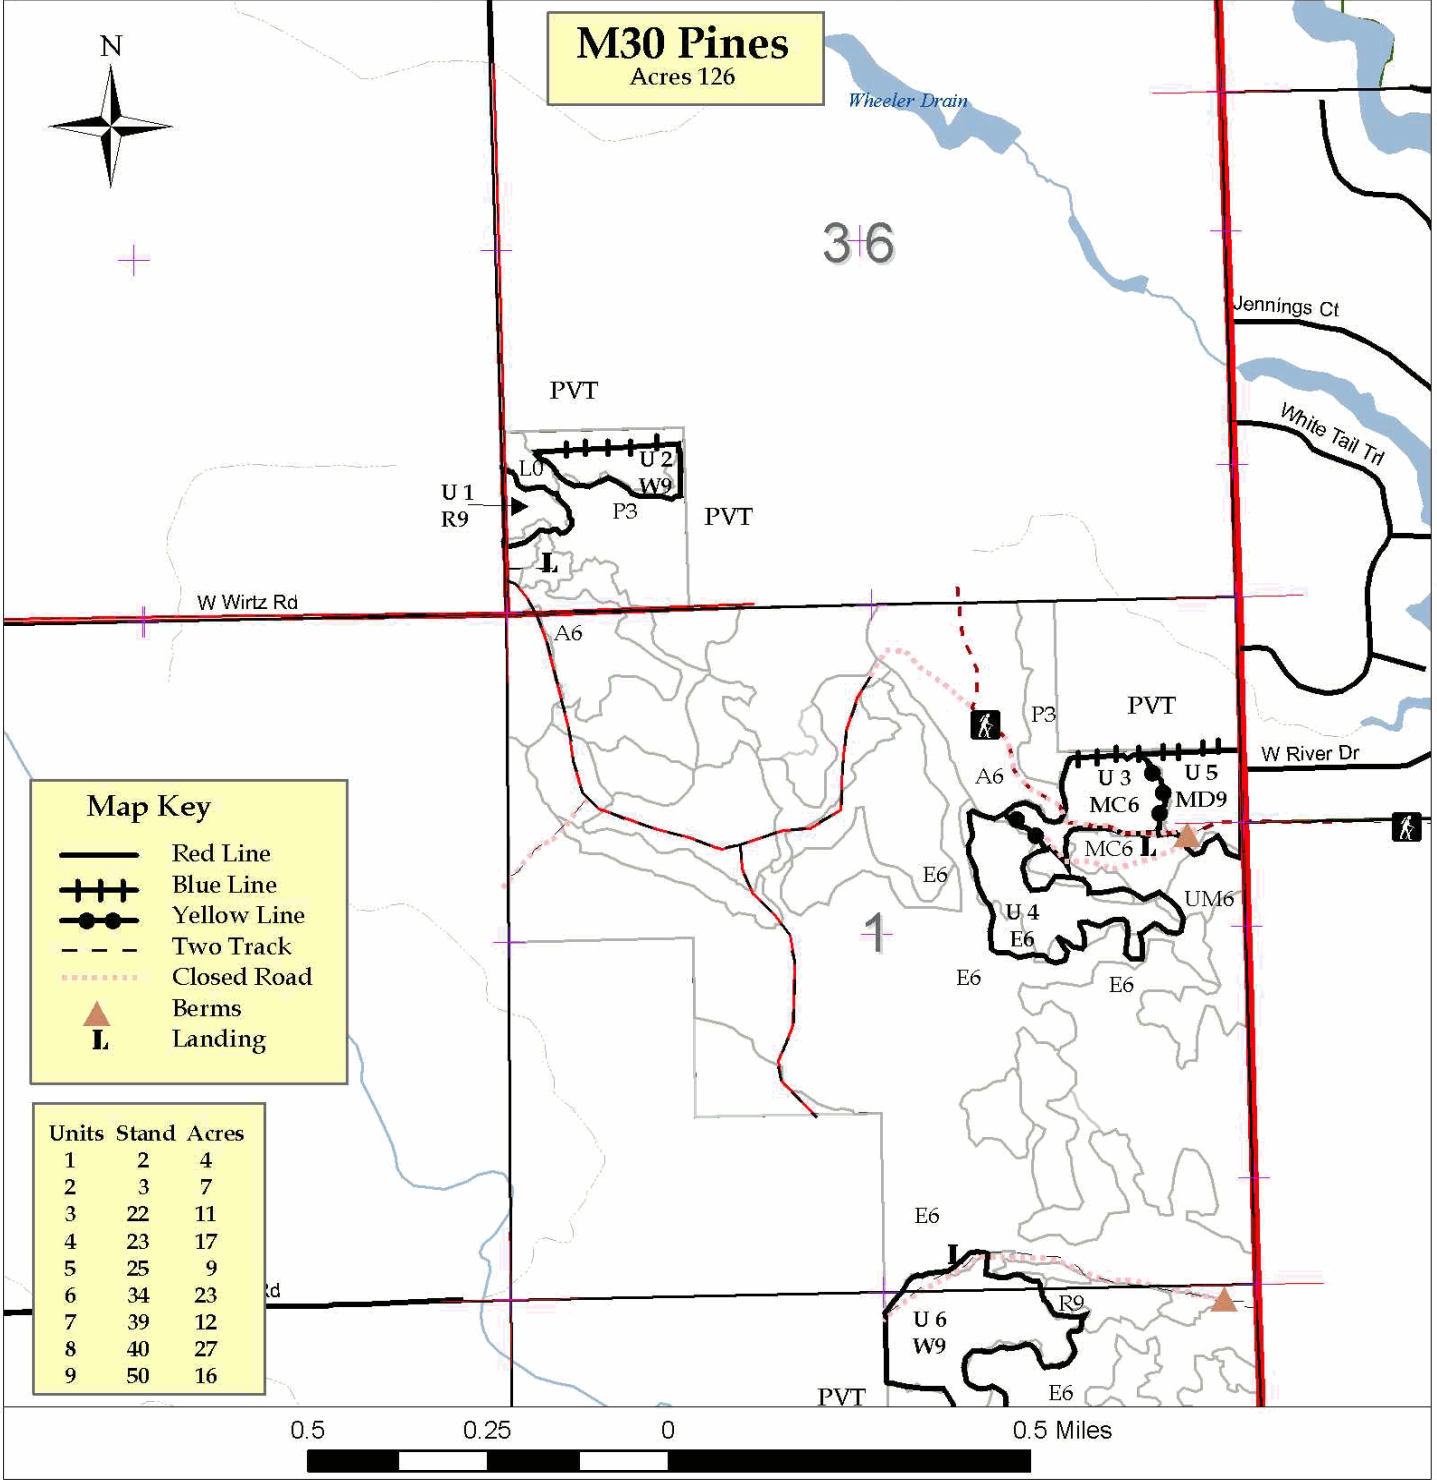 M30 Pines
Acres 126
N
Wheeler Drain
36
Jennings Ct
White Tail Trl
PVT
L0
U 2
W9
U 1
R9
P3
PVT
L
W Wirtz Rd
A6
P3
PVT
W River Dr
A6
U 3
MC6
U 5
MD9
MC6
L
E6
UM6
U 4
E6
1
E6
E6
Map Key
Red Line
Blue Line
Yellow Line
Two Track
Closed Road
Berms
L Landing
Units Stand Acres
1 2 4
2 3 7
3 22 11
4 23 17
5 25 9
6 34 23
7 39 12
8 40 27
9 50 16
Rd
E6
L
R9
U 6
W9
E6
PVT
0.5 0.25 0 0.5 Miles